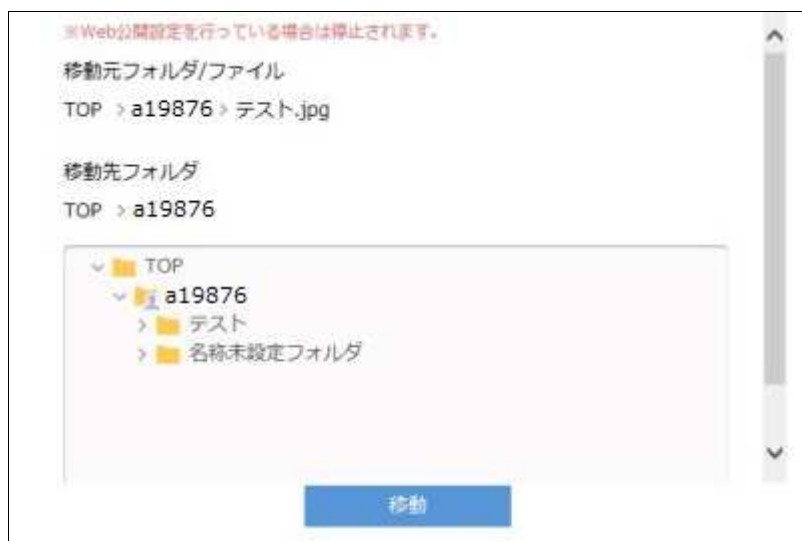 ※Web公開設定を行っている場合は停止されます。
移動元フォルダ/ファイル
TOP > a19876 > テスト.jpg
移動先フォルダ
TOP > a19876
TOP
a19876
テスト
名称未設定フォルダ
移動